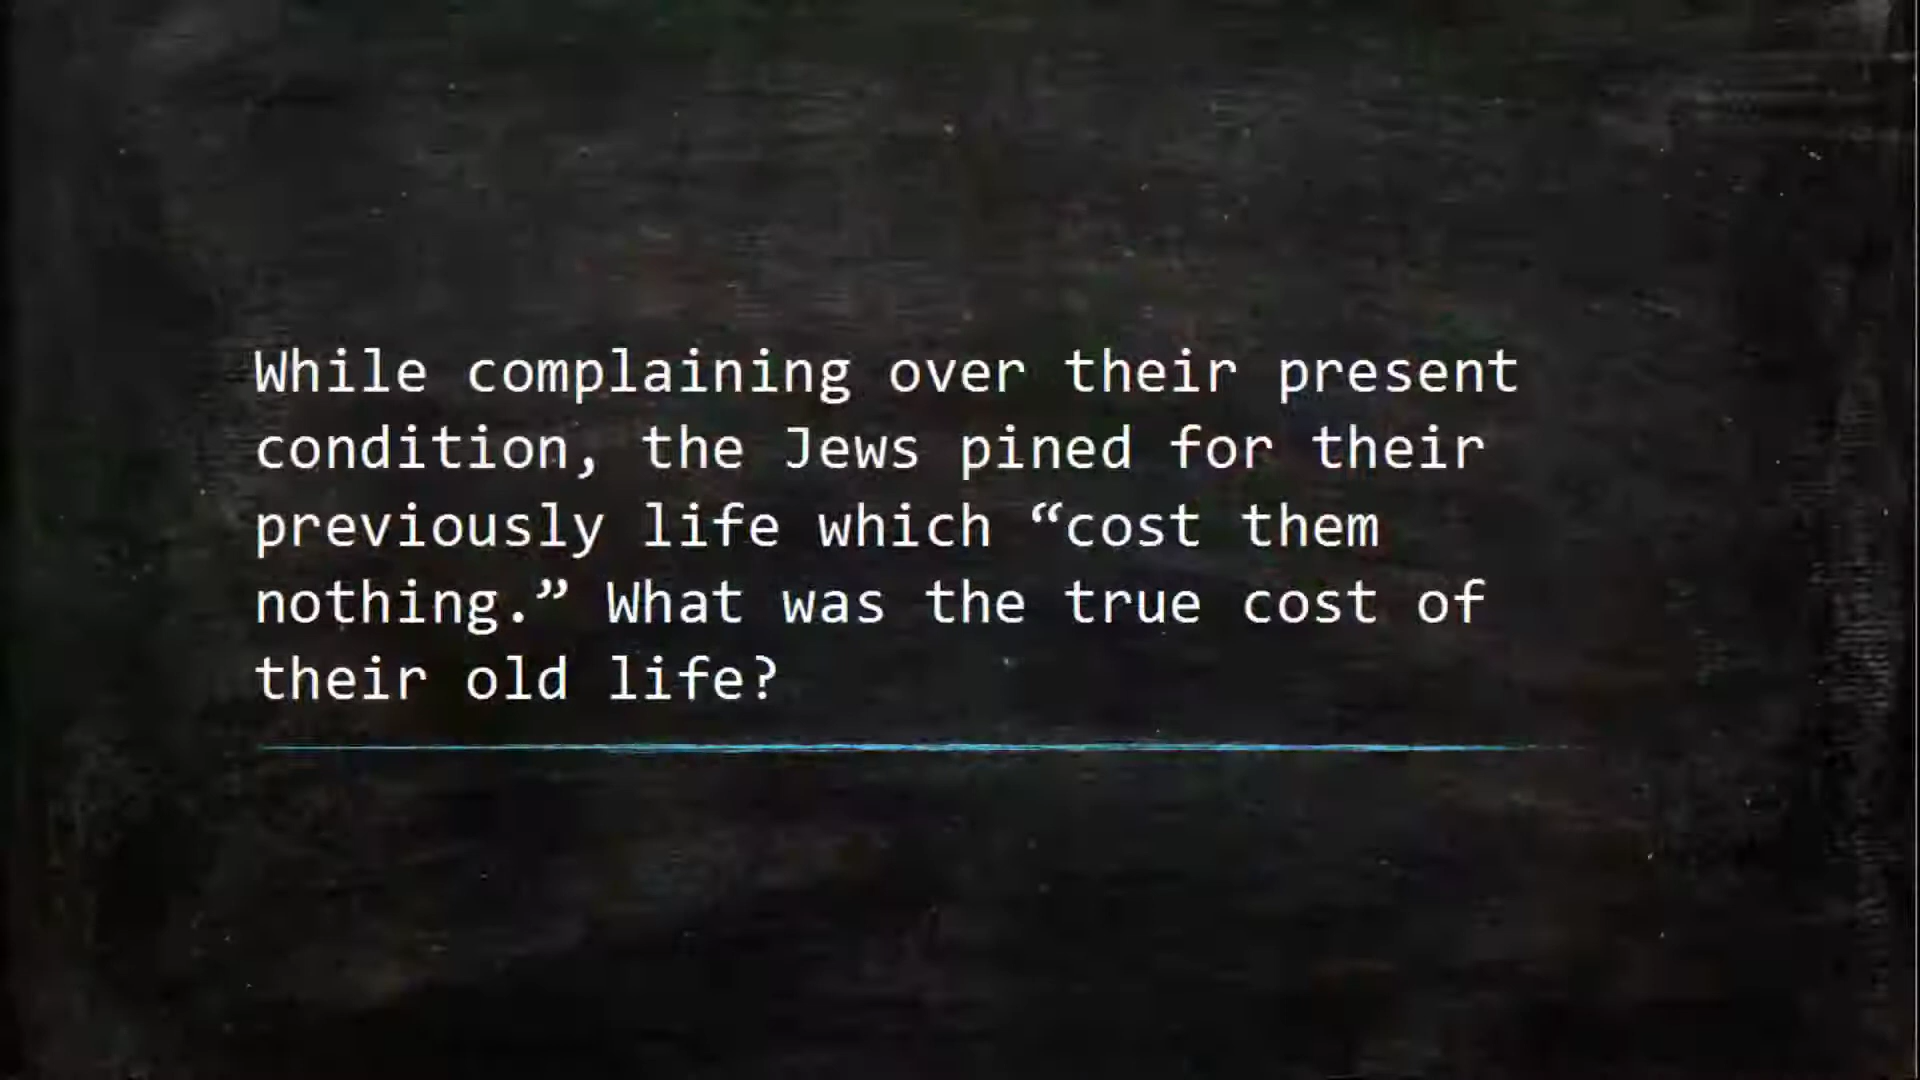 While complaining over their present
condition, the Jews pined for their
previously life which “cost them
nothing.” What was the true cost of
their old life?